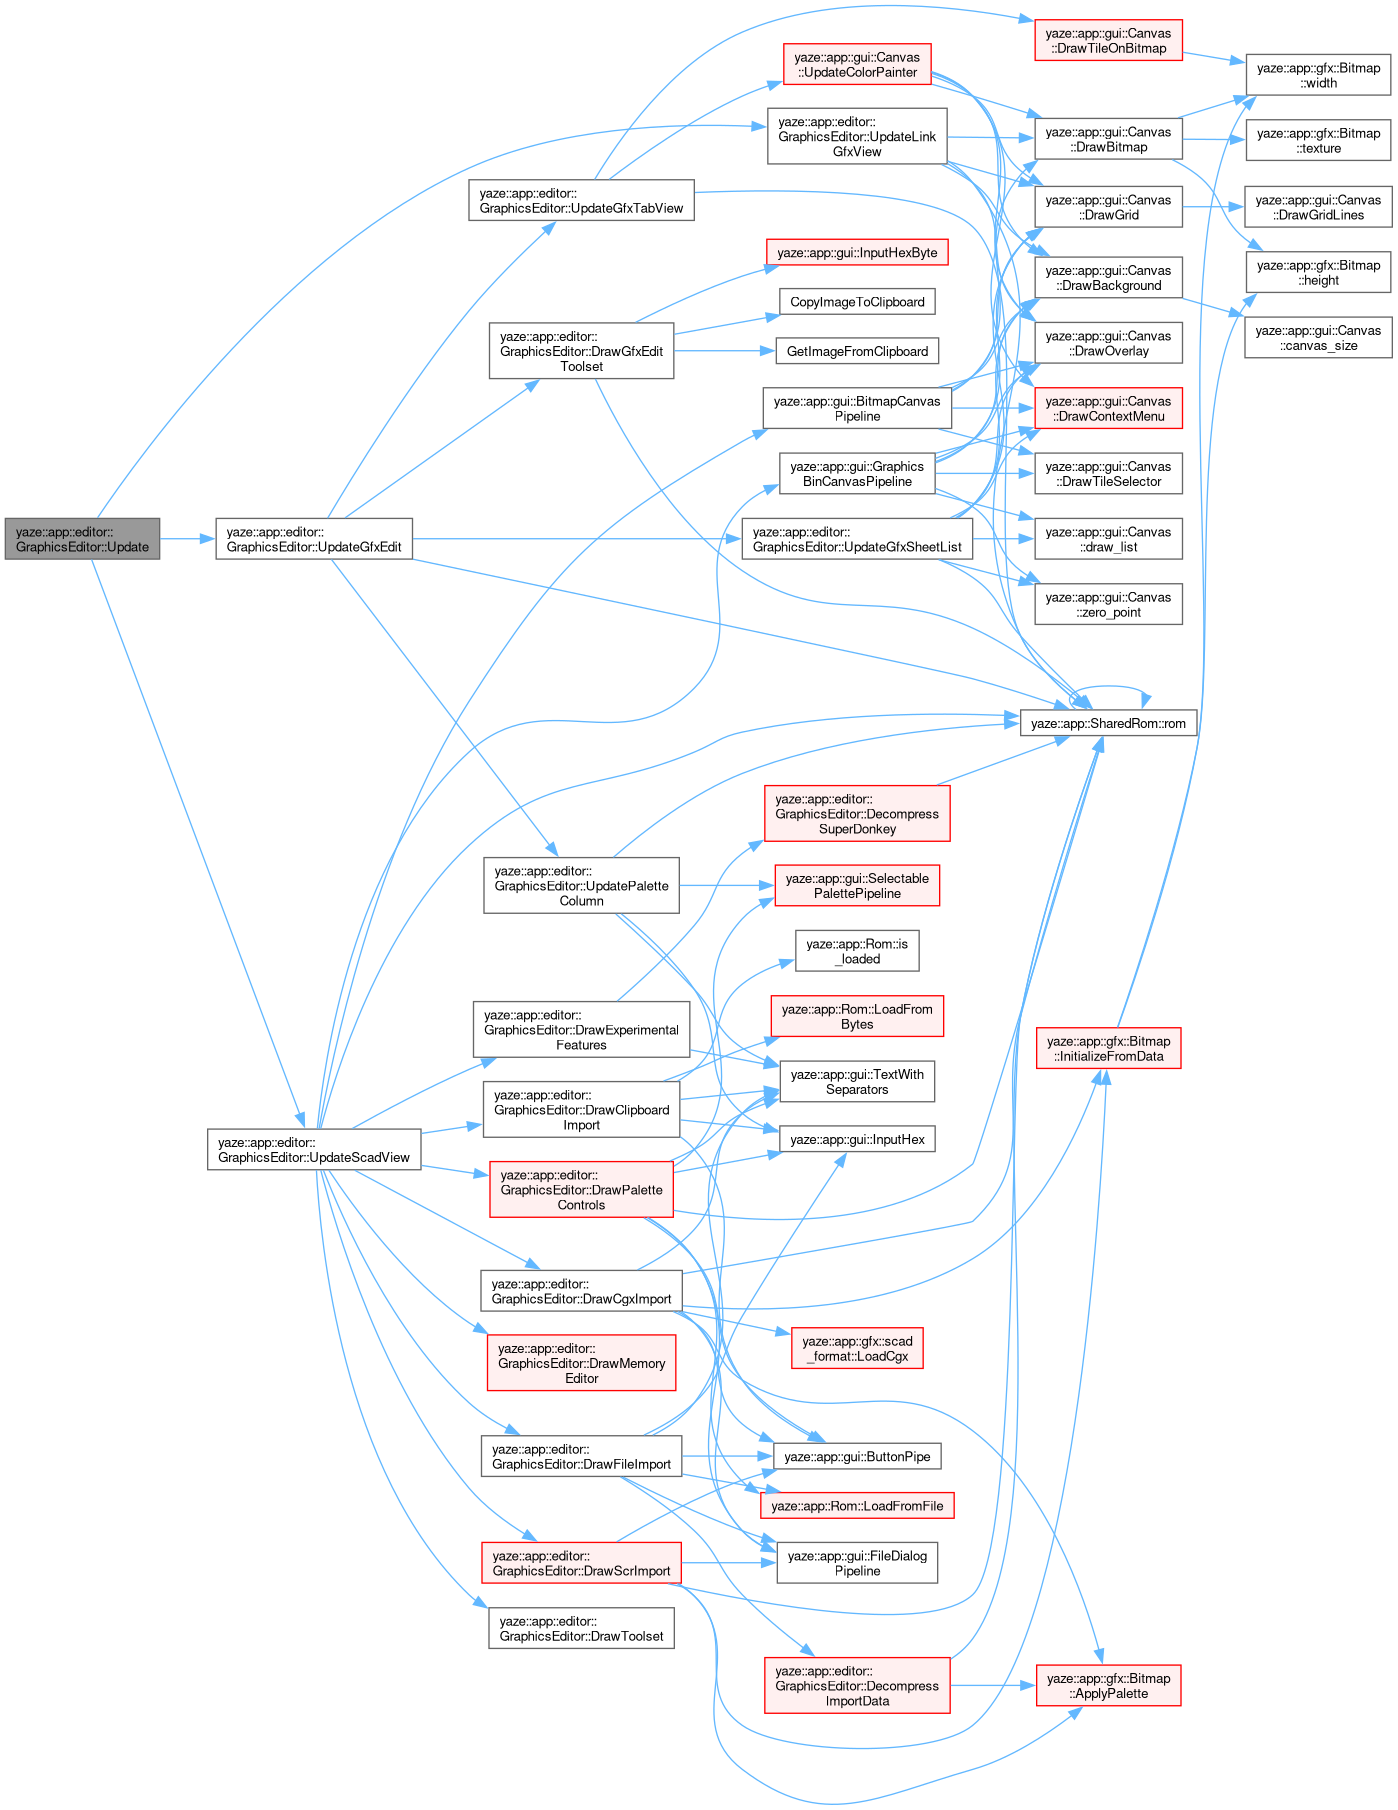 yaze::app::editor::
GraphicsEditor::Update
yaze::app::editor::
GraphicsEditor::UpdateGfxEdit
yaze::app::editor::
GraphicsEditor::UpdateScadView
yaze::app::editor::
GraphicsEditor::UpdateGfxTabView
yaze::app::editor::
GraphicsEditor::DrawGfxEdit
Toolset
yaze::app::editor::
GraphicsEditor::UpdatePalette
Column
yaze::app::editor::
GraphicsEditor::DrawExperimental
Features
yaze::app::editor::
GraphicsEditor::DrawClipboard
Import
yaze::app::editor::
GraphicsEditor::DrawPalette
Controls
yaze::app::editor::
GraphicsEditor::DrawCgxImport
yaze::app::editor::
GraphicsEditor::DrawMemory
Editor
yaze::app::editor::
GraphicsEditor::DrawFileImport
yaze::app::editor::
GraphicsEditor::DrawScrImport
yaze::app::editor::
GraphicsEditor::DrawToolset
yaze::app::gui::Canvas
::UpdateColorPainter
yaze::app::editor::
GraphicsEditor::UpdateLink
GfxView
yaze::app::gui::InputHexByte
CopyImageToClipboard
GetImageFromClipboard
yaze::app::gui::BitmapCanvas
Pipeline
yaze::app::gui::Graphics
BinCanvasPipeline
yaze::app::editor::
GraphicsEditor::UpdateGfxSheetList
yaze::app::editor::
GraphicsEditor::Decompress
SuperDonkey
yaze::app::gui::Selectable
PalettePipeline
yaze::app::Rom::is
_loaded
yaze::app::Rom::LoadFrom
Bytes
yaze::app::gui::TextWith
Separators
yaze::app::gui::InputHex
yaze::app::gfx::scad
_format::LoadCgx
yaze::app::gui::ButtonPipe
yaze::app::Rom::LoadFromFile
yaze::app::gui::FileDialog
Pipeline
yaze::app::editor::
GraphicsEditor::Decompress
ImportData
yaze::app::gui::Canvas
::DrawTileOnBitmap
yaze::app::gui::Canvas
::DrawBitmap
yaze::app::gui::Canvas
::DrawGrid
yaze::app::gui::Canvas
::DrawBackground
yaze::app::gui::Canvas
::DrawOverlay
yaze::app::gui::Canvas
::DrawContextMenu
yaze::app::gui::Canvas
::DrawTileSelector
yaze::app::gui::Canvas
::draw_list
yaze::app::gui::Canvas
::zero_point
yaze::app::SharedRom::rom
yaze::app::gfx::Bitmap
::InitializeFromData
yaze::app::gfx::Bitmap
::ApplyPalette
yaze::app::gfx::Bitmap
::width
yaze::app::gfx::Bitmap
::texture
yaze::app::gui::Canvas
::DrawGridLines
yaze::app::gfx::Bitmap
::height
yaze::app::gui::Canvas
::canvas_size